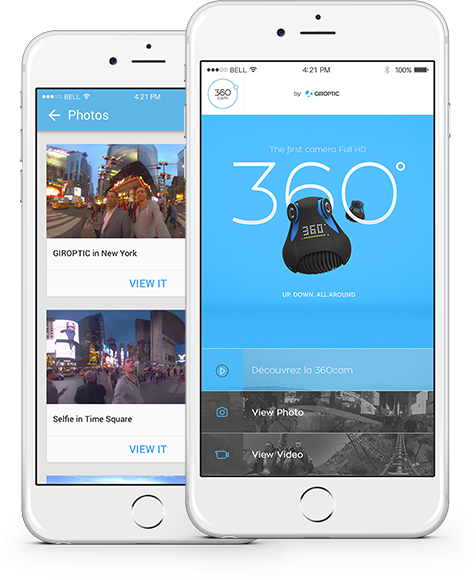 BELL 4:21 PM
Photos
GIROPTIC in New York
VIEW IT
Selfie in Time Square
VIEW IT
BELL 4:21 PM 100%
360
cam
by GIROPTIC
The first camera Full HD
360°
360°
UP, DOWN, ALL AROUND
Découvrez la 360cam
View Photo
View Video